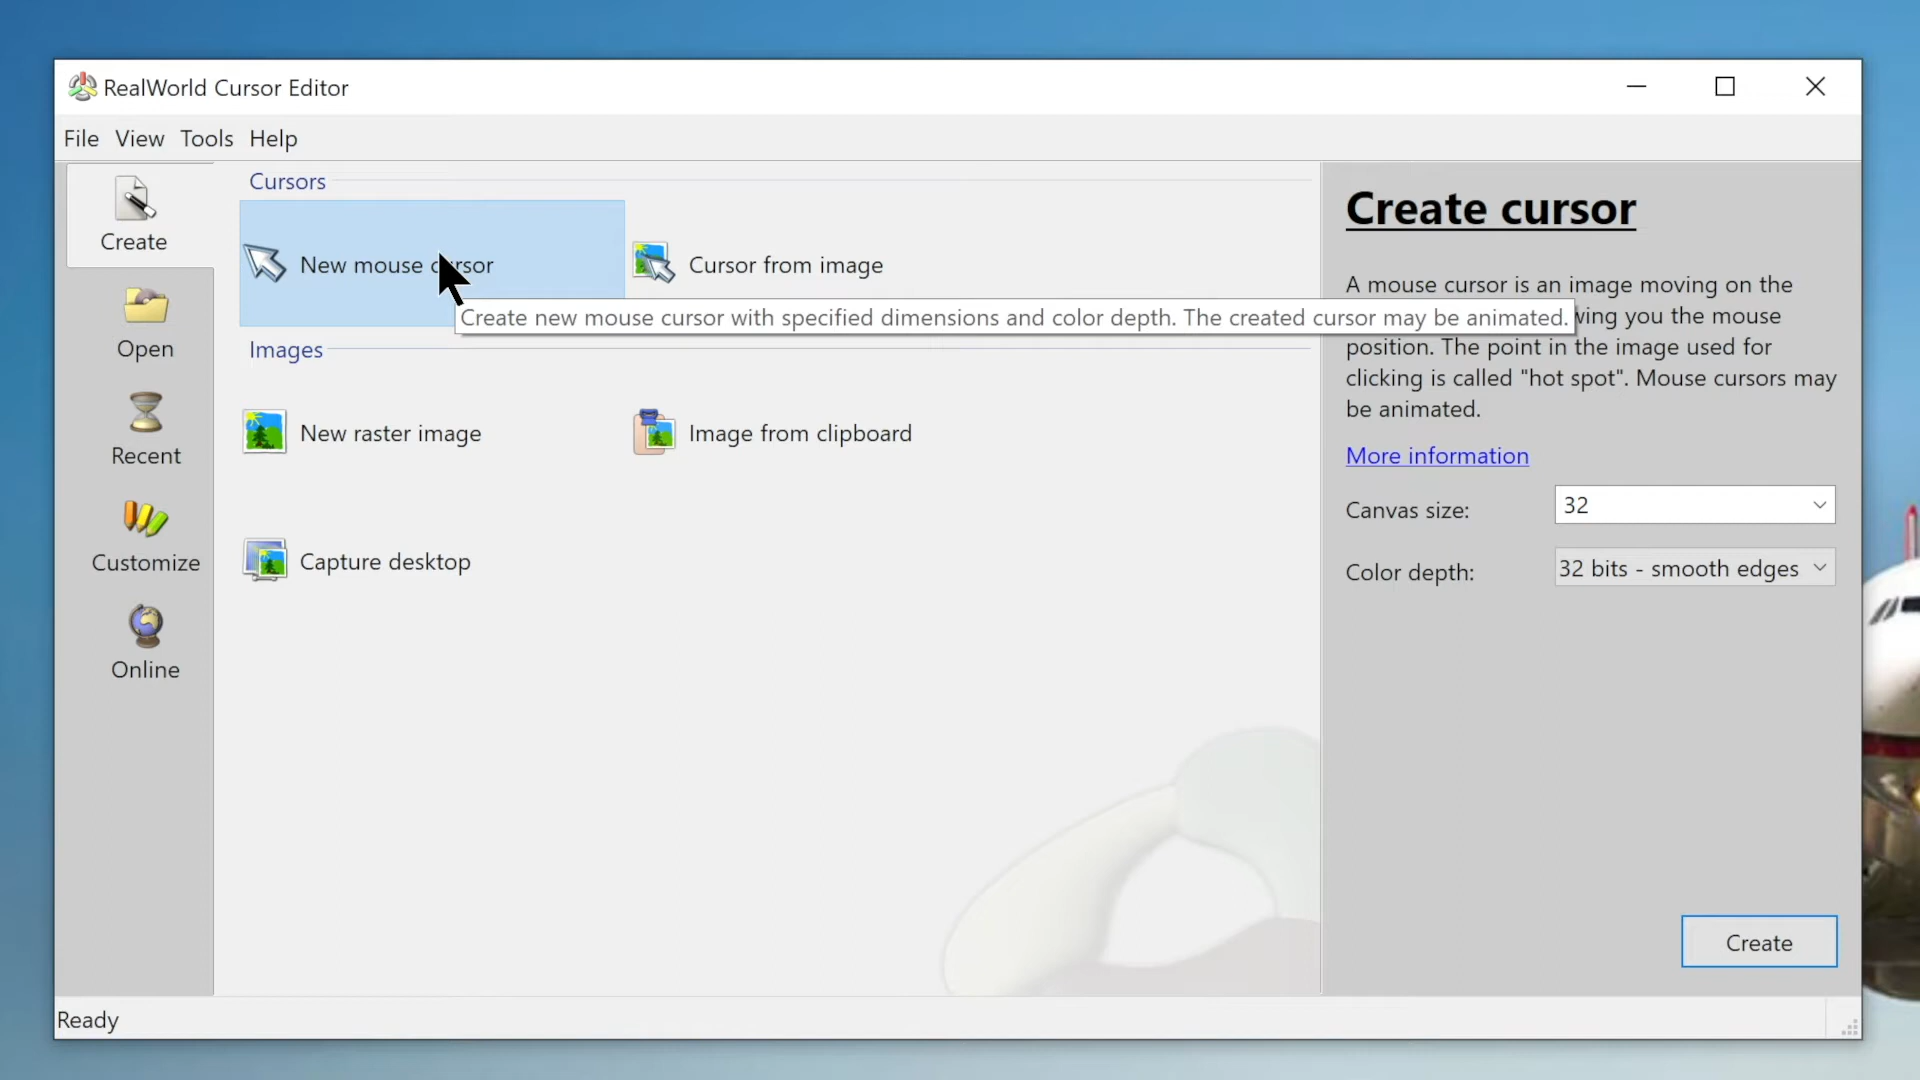 RealWorld Cursor Editor
File View Tools Help
Create
Open
Recent
Customize
Online
Cursors
New mouse cursor
Cursor from image
Create new mouse cursor with specified dimensions and color depth. The created cursor may be animated.
Images
New raster image
Image from clipboard
Capture desktop
Create cursor
A mouse cursor is an image moving on the
you the mouse
position. The point in the image used for
clicking is called "hot spot". Mouse cursors may
be animated.
More information
Canvas size: 32
Color depth: 32 bits - smooth edges
Create
Ready